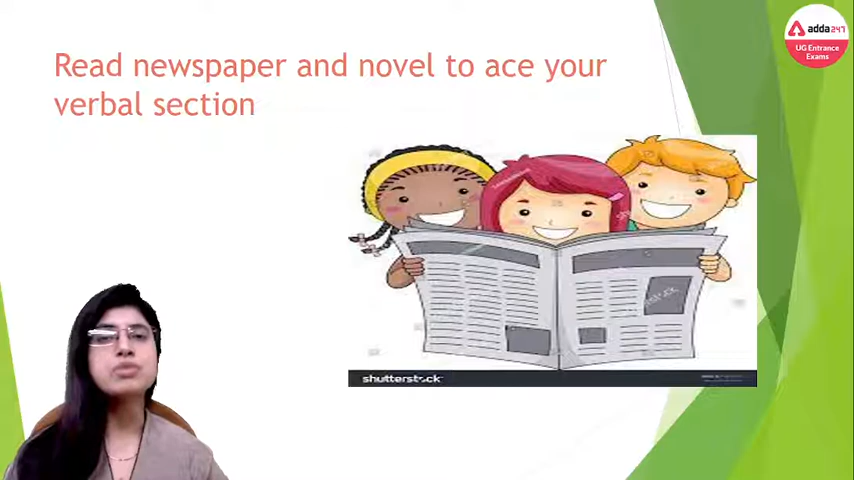 adda247
UG Entrance
Exams
Read newspaper and novel to ace your
verbal section
shutterstock